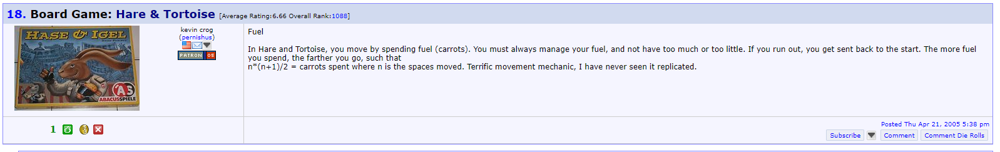 18. Board Game: Hare & Tortoise [Average Rating:6.66 Overall Rank:1088]
HASE & IGEL
ABACUSSPIELE
kevin crog
(pernishus)
PATRON 05
Fuel
In Hare and Tortoise, you move by spending fuel (carrots). You must always manage your fuel, and not have too much or too little. If you run out, you get sent back to the start. The more fuel
you spend, the farther you go, such that
n*(n+1)/2 = carrots spent where n is the spaces moved. Terrific movement mechanic, I have never seen it replicated.
1
Posted Thu Apr 21, 2005 5:38 pm
Subscribe Comment Comment Die Rolls